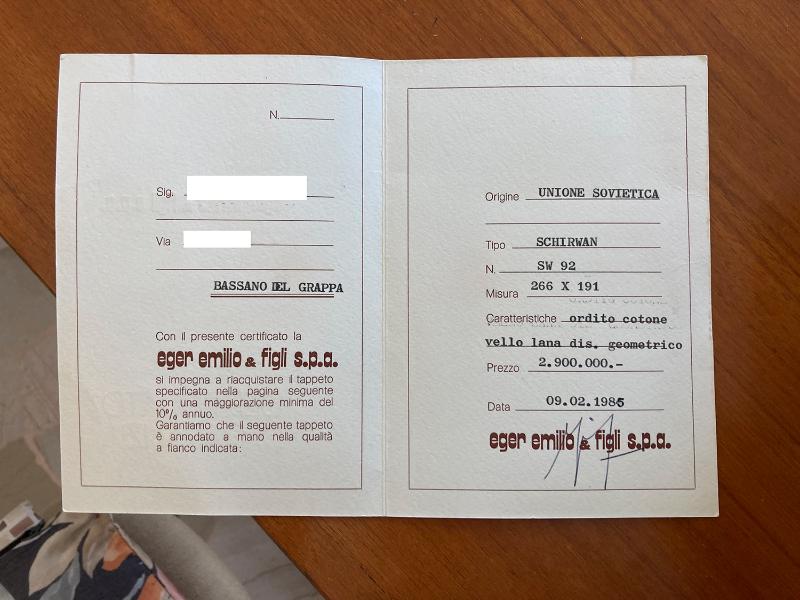 N.
Sig.
Via
BASSANO DEL GRAPPA
Con il presente certificato la
eger emilio & figli s.p.a.
si impegna a riacquistare il tappeto
specificato nella pagina seguente
con una maggiorazione minima del
10% annuo.
Garantiamo che il seguente tappeto
è annodato a mano nella qualità
a fianco indicata:
Origine UNIONE SOVIETICA
Tipo SCHIRWAN
N. SW 92
Misura 266 X 191
Caratteristiche ordito cotone
vello lana dis. geometrico
Prezzo 2.900.000.-
Data 09.02.1985
eger emilio & figli s.p.a.